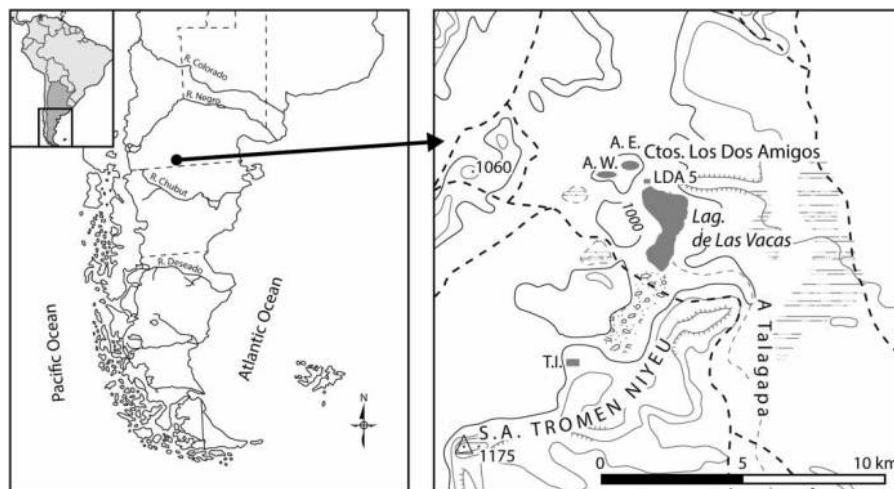 R. Colorado
R. Negro
R. Chubut
R. Deseado
Pacific Ocean
Atlantic Ocean
N
1060
A. E.
Ctos. Los Dos Amigos
A. W.
LDA 5
1000
Lag.
de Las Vacas
T.I.
S.A. TROMEN NIYEU
A Talagapa
1175
0
5
10 km